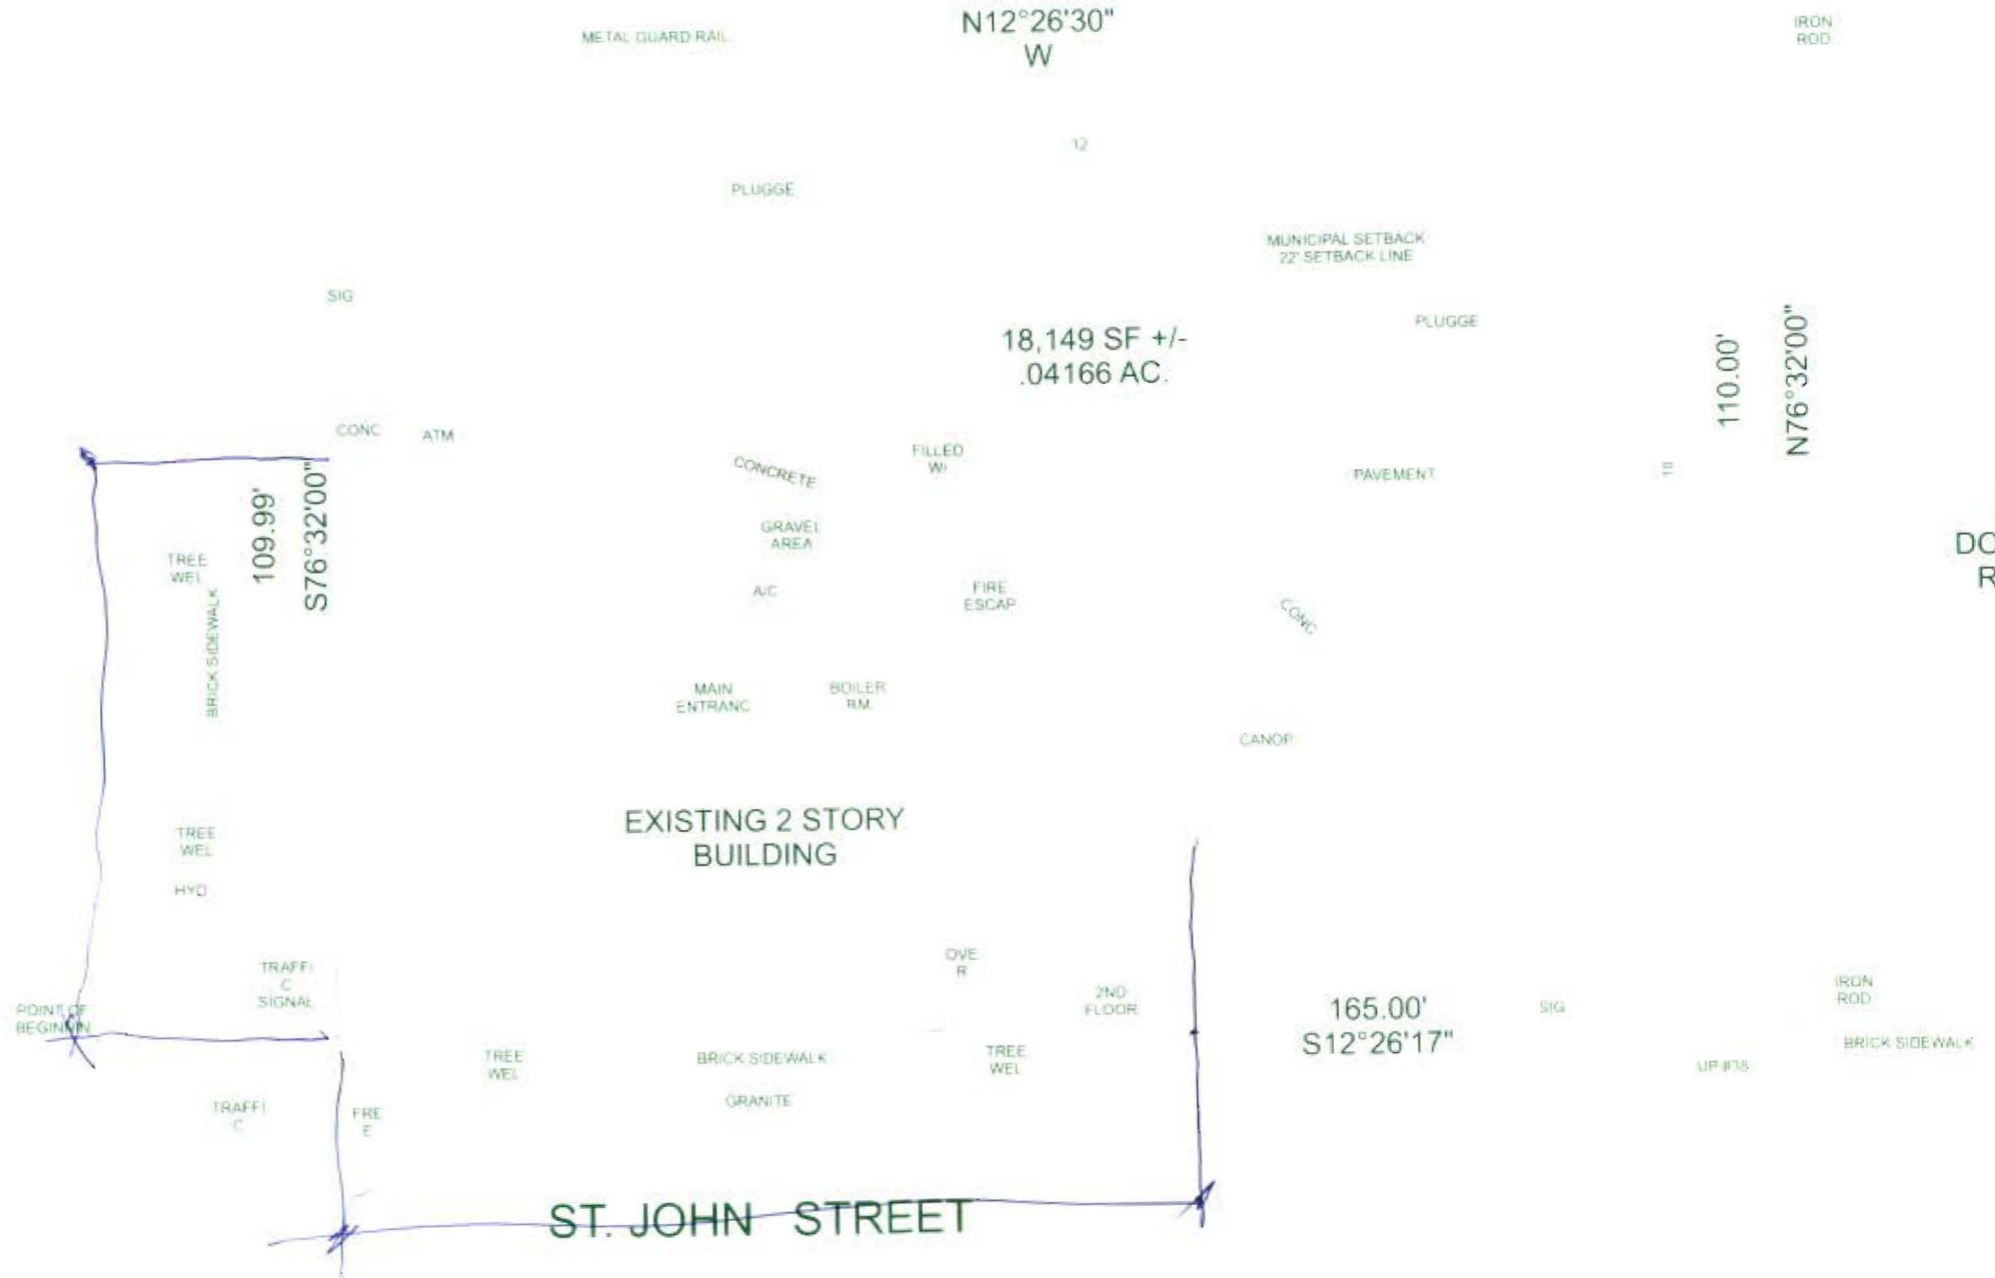 N12°26'30"
W
METAL GUARD RAIL
IRON
ROD
12
PLUGGE
MUNICIPAL SETBACK
22' SETBACK LINE
SIG
PLUGGE
18,149 SF +/-
.04166 AC.
110.00'
N76°32'00"
CONC
ATM
CONCRETE
FILLED
W/
PAVEMENT
109.99'
S76°32'00"
GRAVEL
AREA
TREE
WEL
BRICK SIDEWALK
A/C
FIRE
ESCAP
CONC
DO
R
MAIN
ENTRANC
BOILER
RM.
CANOP
EXISTING 2 STORY
BUILDING
TREE
WEL
HYD
OVE
R
TRAFFI
C
SIGNAL
2ND
FLOOR
POINT OF
BEGINNIN
165.00'
S12°26'17"
SIG
IRON
ROD
BRICK SIDEWALK
TREE
WEL
BRICK SIDEWALK
TREE
WEL
UP #38
GRANITE
TRAFFI
C
FRE
E
ST. JOHN STREET